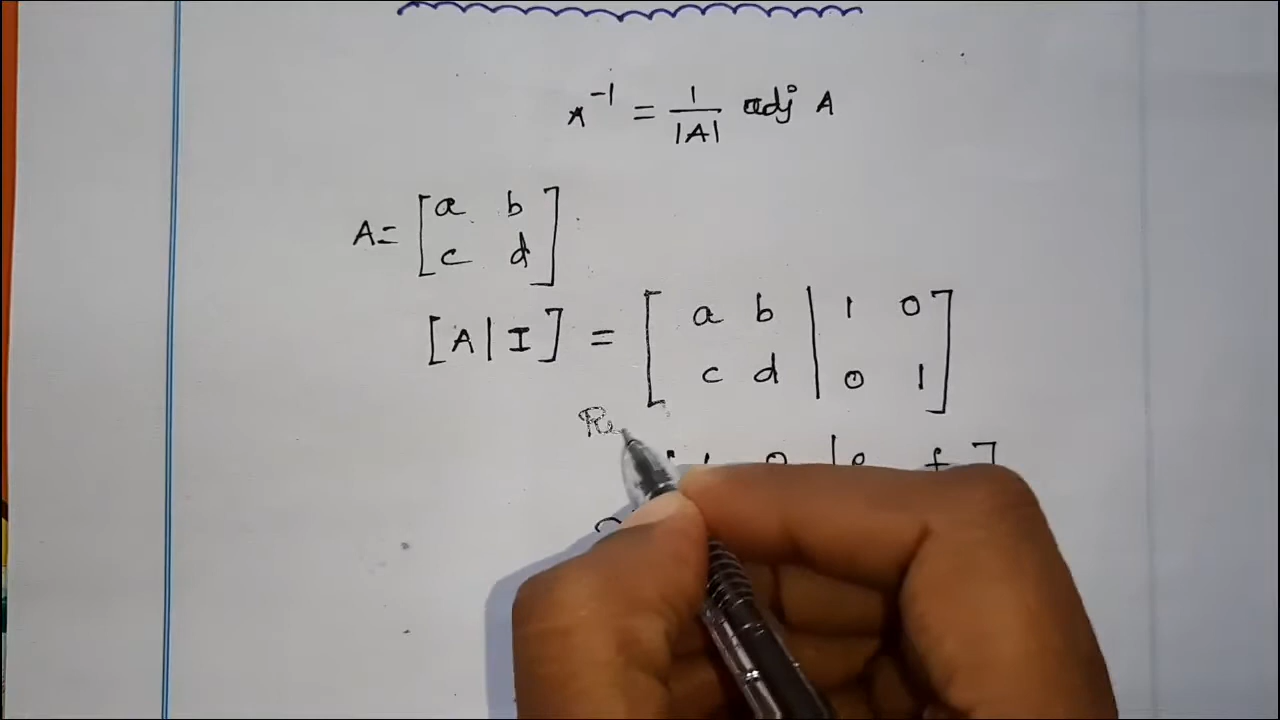 A⁻¹ = 1/|A| adj A
A = [a b
c d]
[A | I] = [a b | 1 0
c d | 0 1]